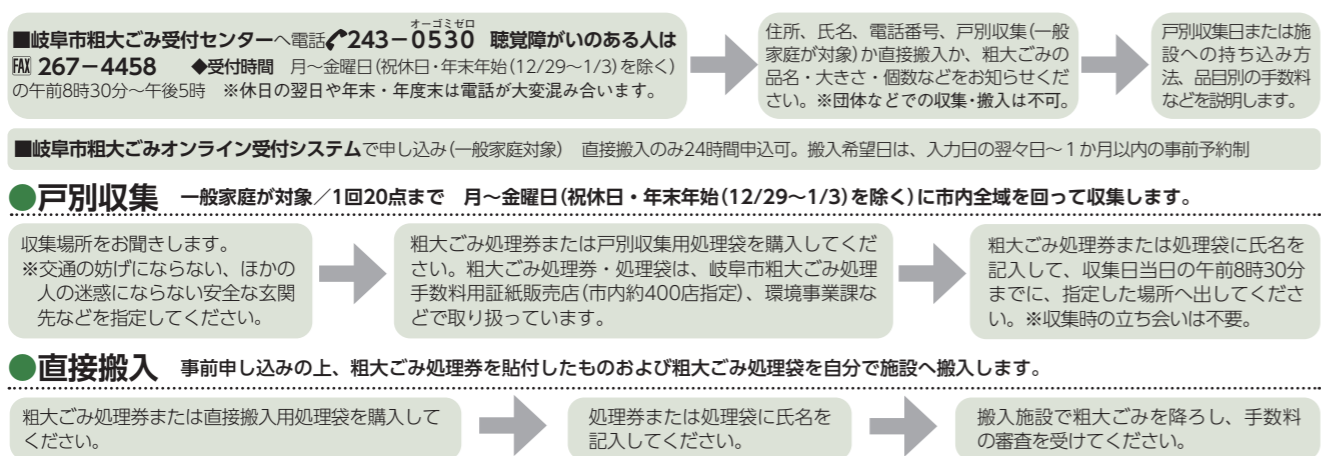 オーゴミゼロ
■岐阜市粗大ごみ受付センターへ電話243－0530 聴覚障がいのある人は
FAX 267－4458 ◆受付時間 月～金曜日(祝休日・年末年始(12/29～1/3)を除く)
の午前8時30分～午後5時 ※休日の翌日や年末・年度末は電話が大変混み合います。
住所、氏名、電話番号、戸別収集(一般
家庭が対象)か直接搬入か、粗大ごみの
品名・大きさ・個数などをお知らせくだ
さい。※団体などでの収集・搬入は不可。
戸別収集日または施
設への持ち込み方
法、品目別の手数料
などを説明します。
■岐阜市粗大ごみオンライン受付システムで申し込み(一般家庭対象) 直接搬入のみ24時間申込可。搬入希望日は、入力日の翌々日～1か月以内の事前予約制
●戸別収集 一般家庭が対象／1回20点まで 月～金曜日(祝休日・年末年始(12/29～1/3)を除く)に市内全域を回って収集します。
収集場所をお聞きします。
※交通の妨げにならない、ほかの
人の迷惑にならない安全な玄関
先などを指定してください。
粗大ごみ処理券または戸別収集用処理袋を購入してくだ
さい。粗大ごみ処理券・処理袋は、岐阜市粗大ごみ処理
手数料用証紙販売店(市内約400店指定)、環境事業課な
どで取り扱っています。
粗大ごみ処理券または処理袋に氏名を
記入して、収集日当日の午前8時30分
までに、指定した場所へ出してくださ
い。※収集時の立ち会いは不要。
●直接搬入 事前申し込みの上、粗大ごみ処理券を貼付したものおよび粗大ごみ処理袋を自分で施設へ搬入します。
粗大ごみ処理券または直接搬入用処理袋を購入して
ください。
処理券または処理袋に氏名を
記入してください。
搬入施設で粗大ごみを降ろし、手数料
の審査を受けてください。